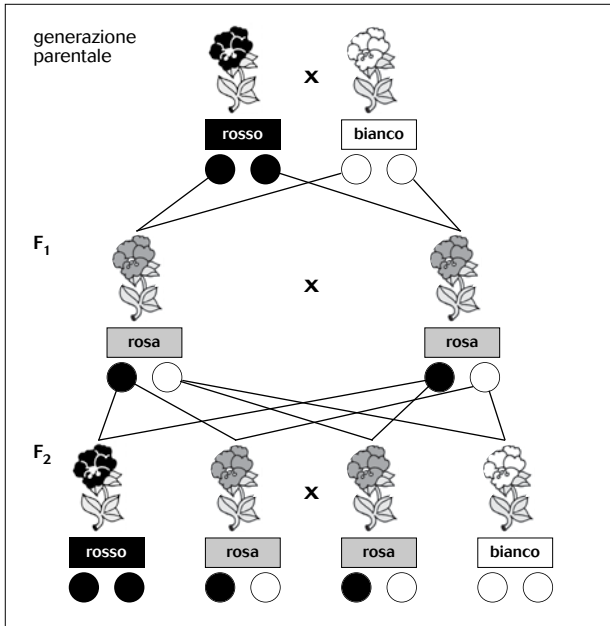 generazione
parentale
x
rosso
bianco
F1
x
rosa
rosa
F2
x
rosso
rosa
rosa
bianco